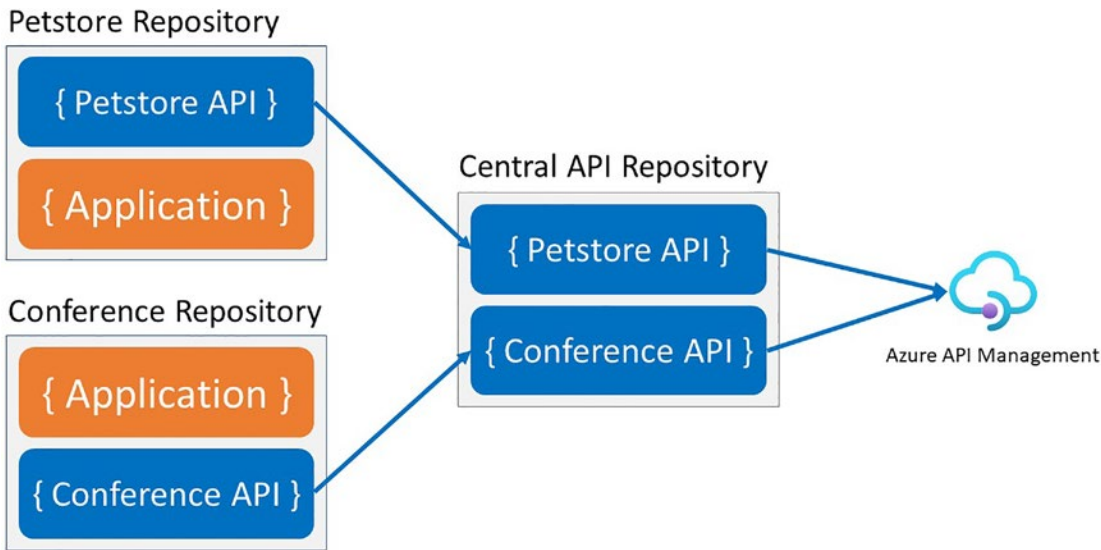 Petstore Repository
{ Petstore API }
{ Application }
Conference Repository
{ Application }
{ Conference API }
Central API Repository
{ Petstore API }
{ Conference API }
Azure API Management